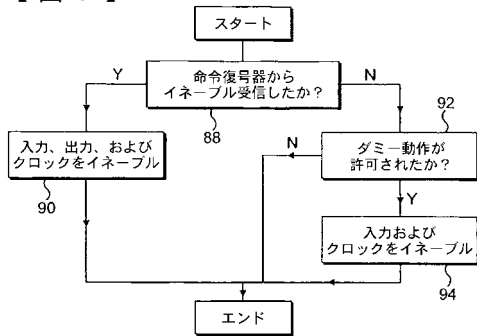 スタート
命令復号器から
イネーブル受信したか？
Y
N
88
92
入力、出力、および
クロックをイネーブル
90
ダミー動作が
許可されたか？
N
Y
入力および
クロックをイネーブル
94
エンド